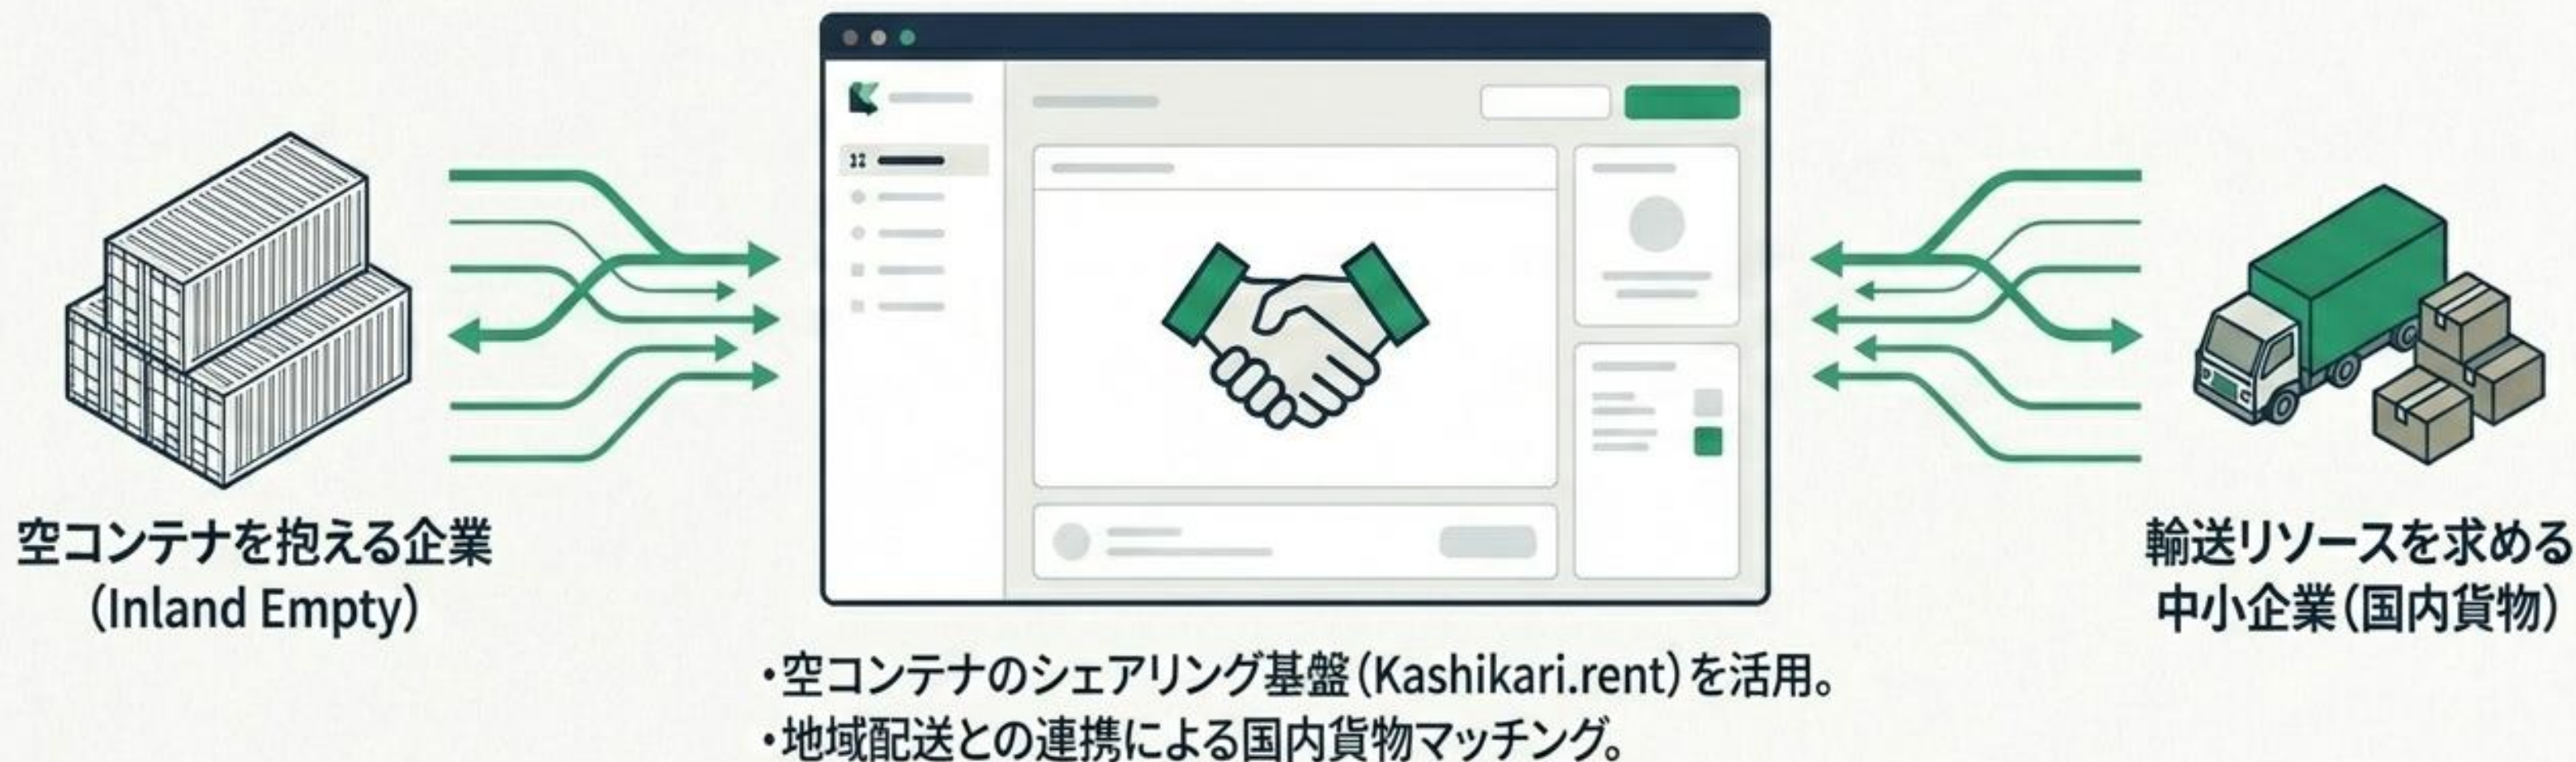 空コンテナを抱える企業
（Inland Empty）
輸送リソースを求める
中小企業（国内貨物）
・空コンテナのシェアリング基盤（Kashikari.rent）を活用。
・地域配送との連携による国内貨物マッチング。